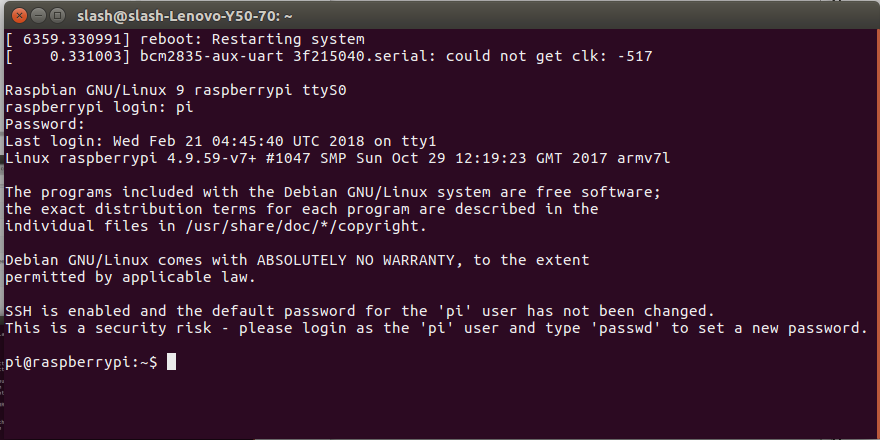 slash@slash-Lenovo-Y50-70: ~
[ 6359.330991] reboot: Restarting system
[    0.331003] bcm2835-aux-uart 3f215040.serial: could not get clk: -517
Raspbian GNU/Linux 9 raspberrypi ttyS0
raspberrypi login: pi
Password:
Last login: Wed Feb 21 04:45:40 UTC 2018 on tty1
Linux raspberrypi 4.9.59-v7+ #1047 SMP Sun Oct 29 12:19:23 GMT 2017 armv7l
The programs included with the Debian GNU/Linux system are free software;
the exact distribution terms for each program are described in the
individual files in /usr/share/doc/*/copyright.
Debian GNU/Linux comes with ABSOLUTELY NO WARRANTY, to the extent
permitted by applicable law.
SSH is enabled and the default password for the 'pi' user has not been changed.
This is a security risk - please login as the 'pi' user and type 'passwd' to set a new password.
pi@raspberrypi:~$